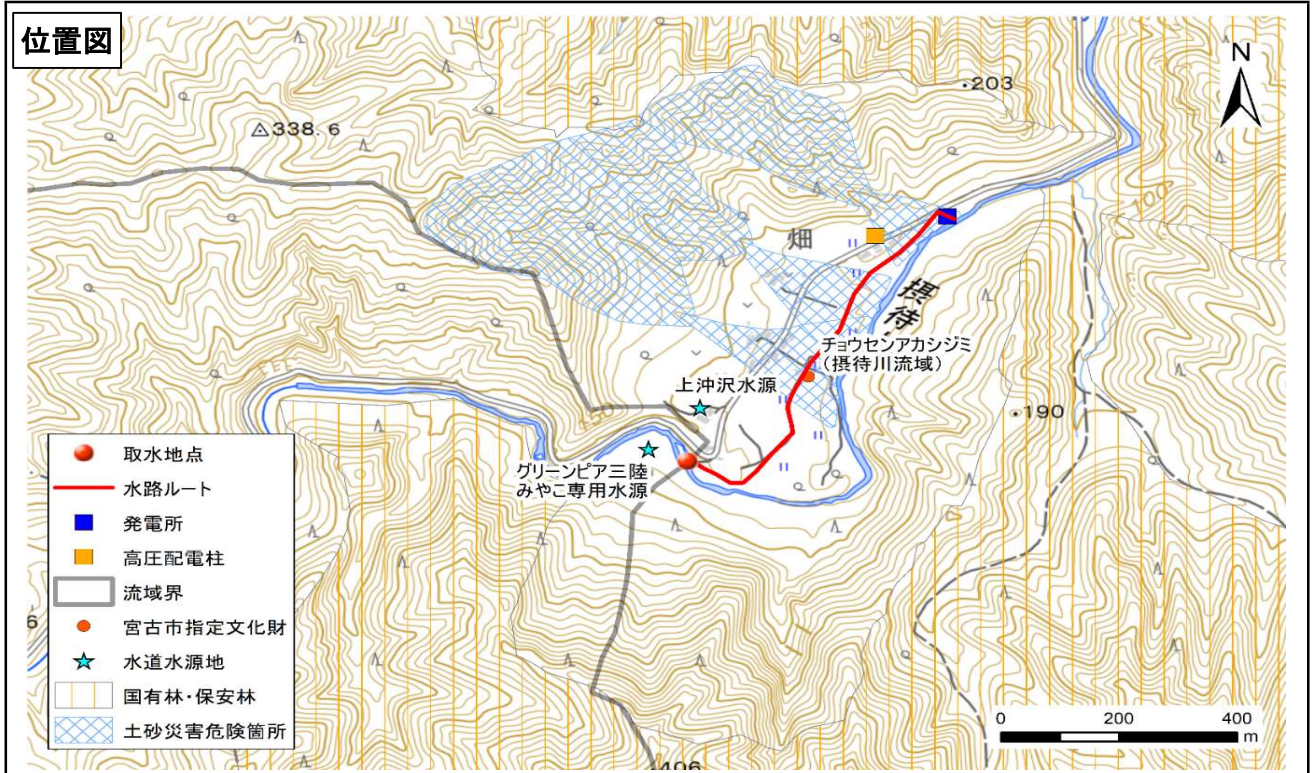 位置図
N
・203
△338.6
100
畑
摂待
チョウセンアカシジミ
(摂待川流域)
上沖沢水源
150
・190
グリーンピア三陸
みやこ専用水源
取水地点
水路ルート
発電所
高圧配電柱
流域界
宮古市指定文化財
水道水源地
国有林・保安林
土砂災害危険箇所
6
0 200 400
m
・406